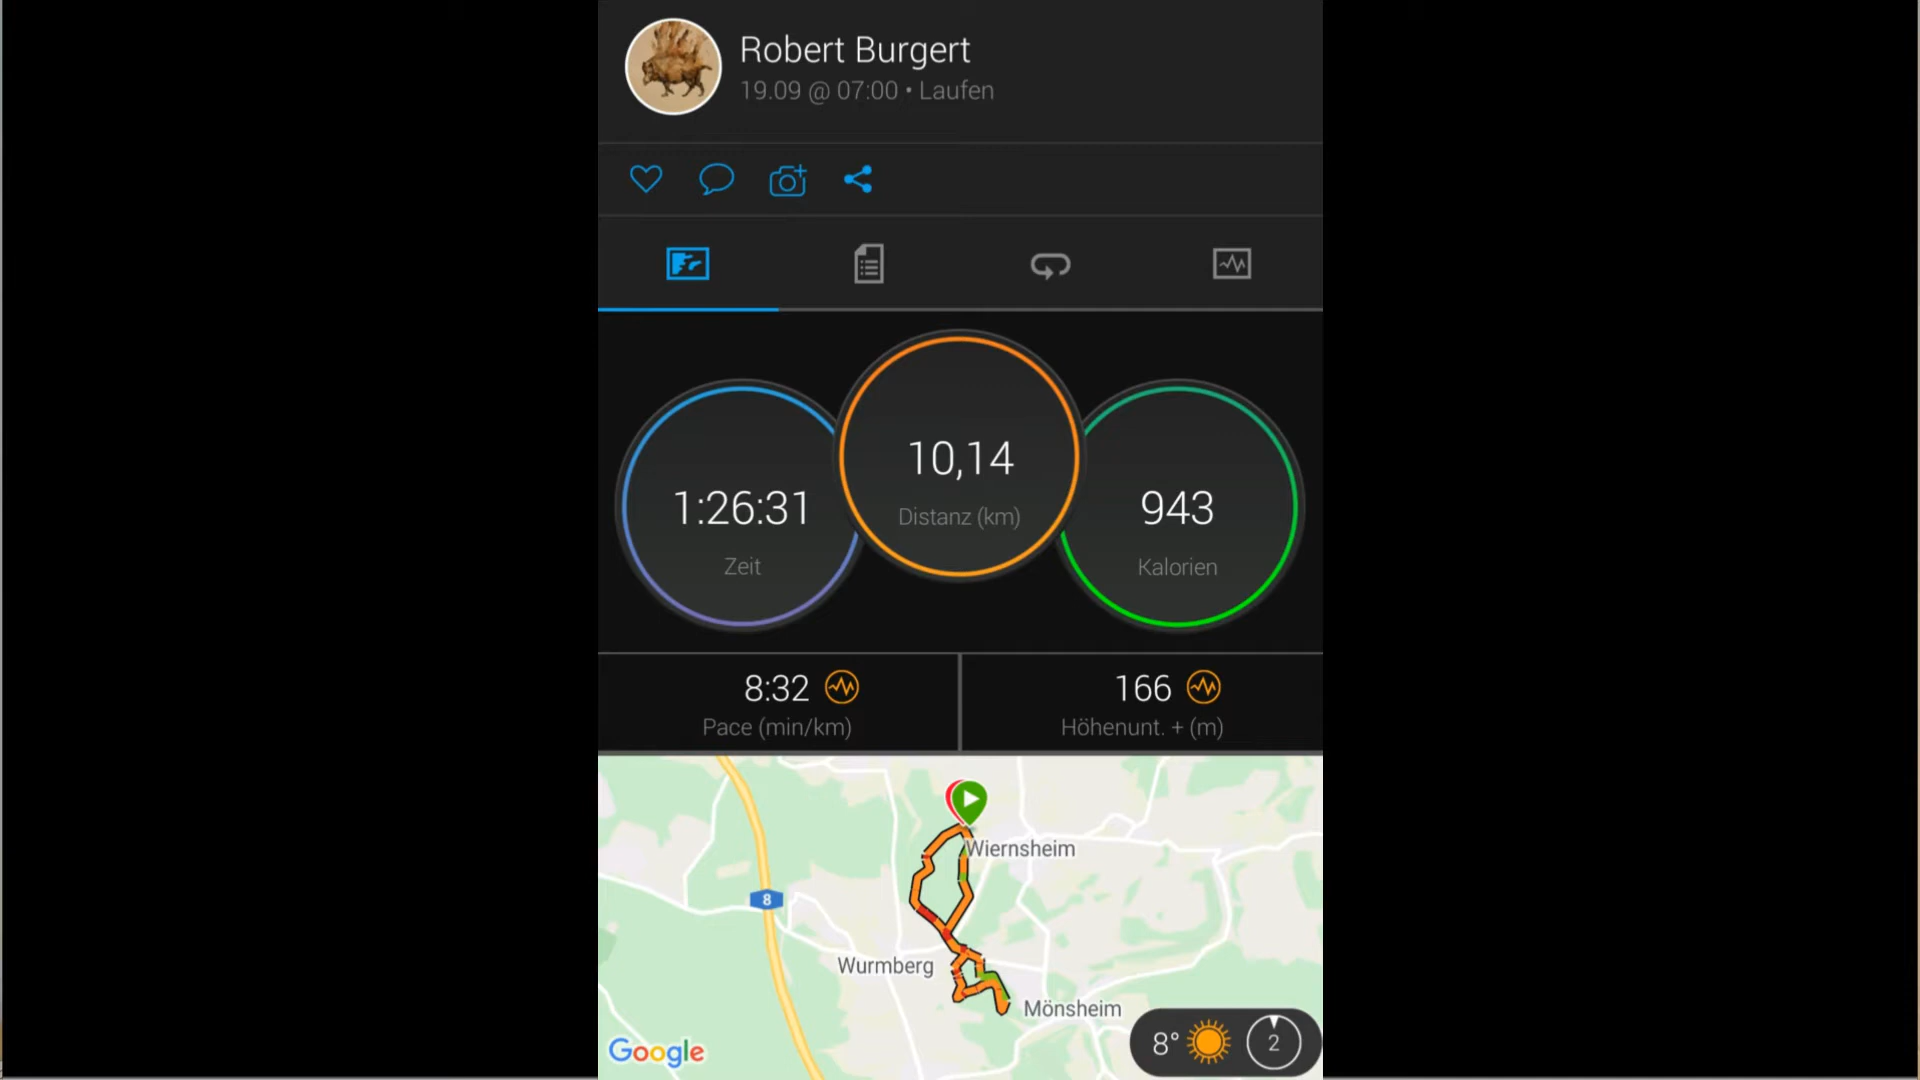 Robert Burgert
19.09 @ 07:00 • Laufen
10,14
Distanz (km)
1:26:31
Zeit
943
Kalorien
8:32
Pace (min/km)
166
Höhenunt. + (m)
Wiernsheim
8
Wurmberg
Mönsheim
Google
8°
2